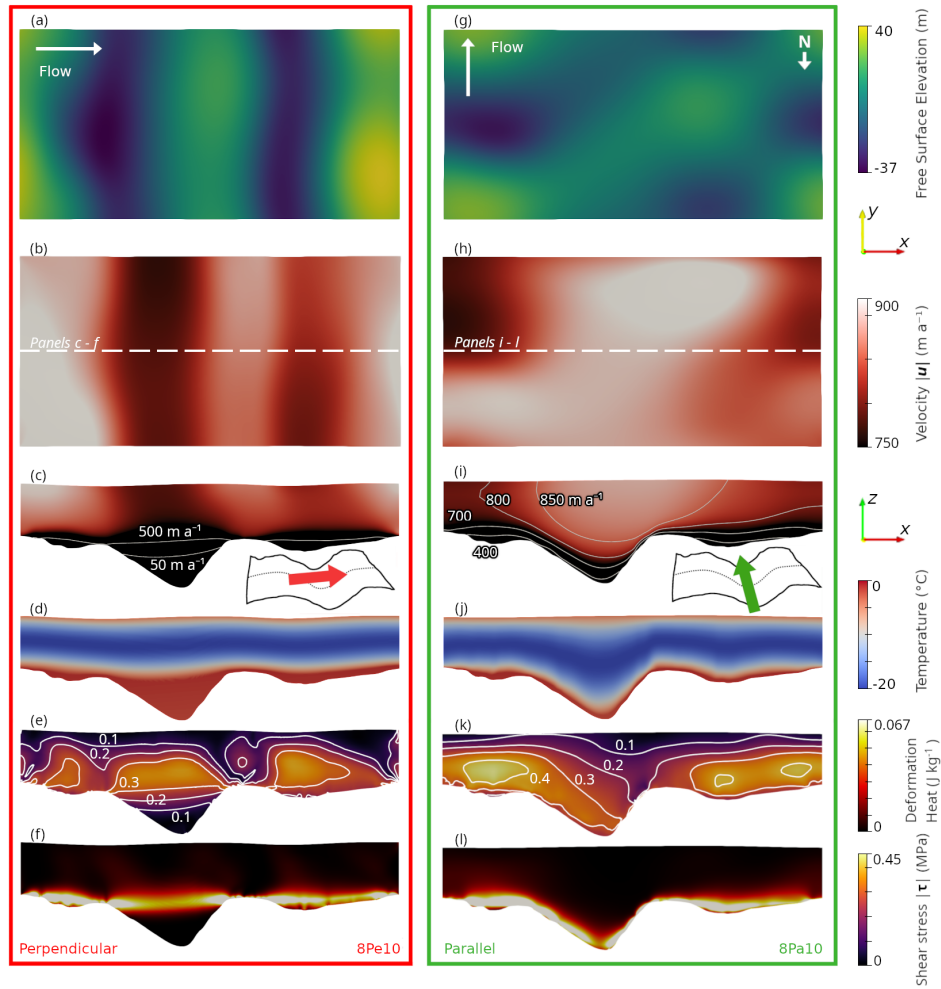 (a)
Flow
(b)
Panels c - f
(c)
500 m a⁻¹
50 m a⁻¹
(d)
(e)
0.1
0.2
0.3
0.2
0.1
(f)
Perpendicular 8Pe10
(g)
Flow
N
(h)
Panels i - l
(i)
800
850 m a⁻¹
700
400
(j)
(k)
0.1
0.2
0.3
0.4
(l)
Parallel 8Pa10
40
-37
Free Surface Elevation (m)
y
x
900
750
Velocity |u| (m a⁻¹)
z
x
0
-20
Temperature (°C)
0.067
0
Deformation
Heat (J kg⁻¹)
0.45
0
Shear stress |τ| (MPa)